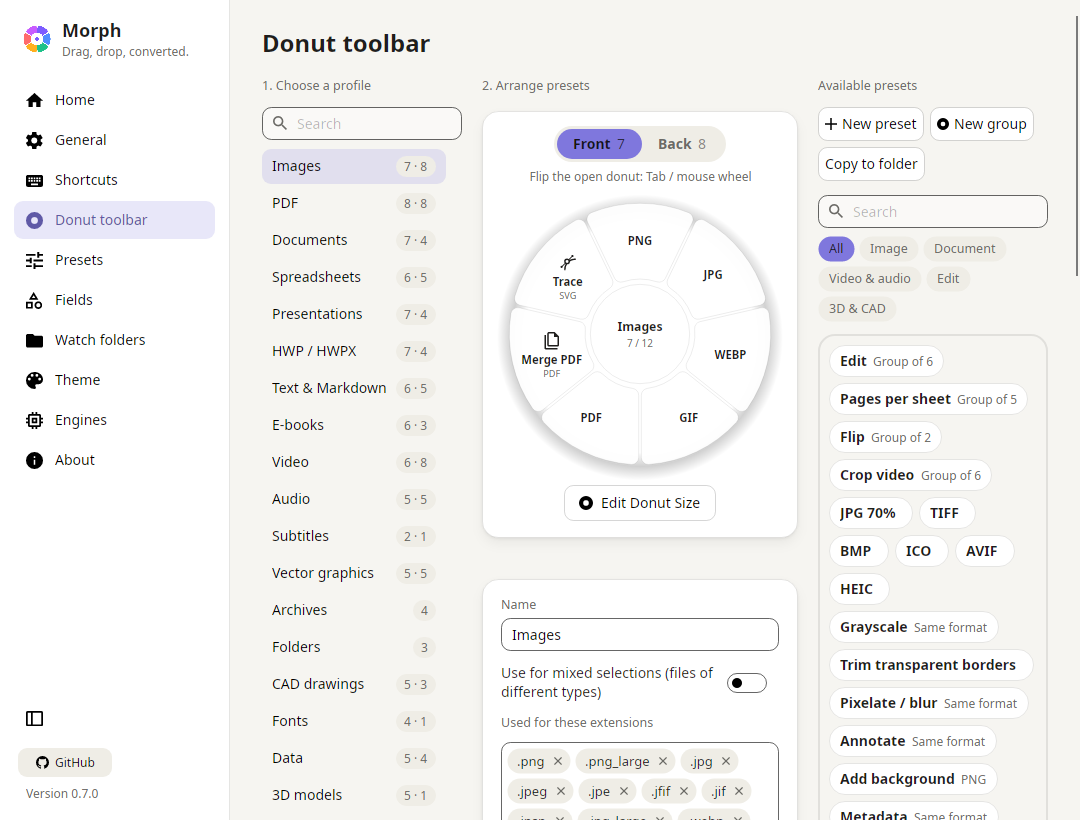 Morph
Drag, drop, converted.
Home
General
Shortcuts
Donut toolbar
Presets
Fields
Watch folders
Theme
Engines
About
GitHub
Version 0.7.0
Donut toolbar
1. Choose a profile
Search
Images 7 · 8
PDF 8 · 8
Documents 7 · 4
Spreadsheets 6 · 5
Presentations 7 · 4
HWP / HWPX 7 · 4
Text & Markdown 6 · 5
E-books 6 · 3
Video 6 · 8
Audio 5 · 5
Subtitles 2 · 1
Vector graphics 5 · 5
Archives 4
Folders 3
CAD drawings 5 · 3
Fonts 4 · 1
Data 5 · 4
3D models 5 · 1
2. Arrange presets
Front 7 Back 8
Flip the open donut: Tab / mouse wheel
PNG
JPG
WEBP
GIF
PDF
Merge PDF
PDF
Trace
SVG
Images
7 / 12
Edit Donut Size
Name
Images
Use for mixed selections (files of
different types)
Used for these extensions
.png .png_large .jpg
.jpeg .jpe .jfif .jif
Available presets
New preset New group
Copy to folder
Search
All Image Document
Video & audio Edit
3D & CAD
Edit Group of 6
Pages per sheet Group of 5
Flip Group of 2
Crop video Group of 6
JPG 70% TIFF
BMP ICO AVIF
HEIC
Grayscale Same format
Trim transparent borders
Pixelate / blur Same format
Annotate Same format
Add background PNG
Metadata Same format